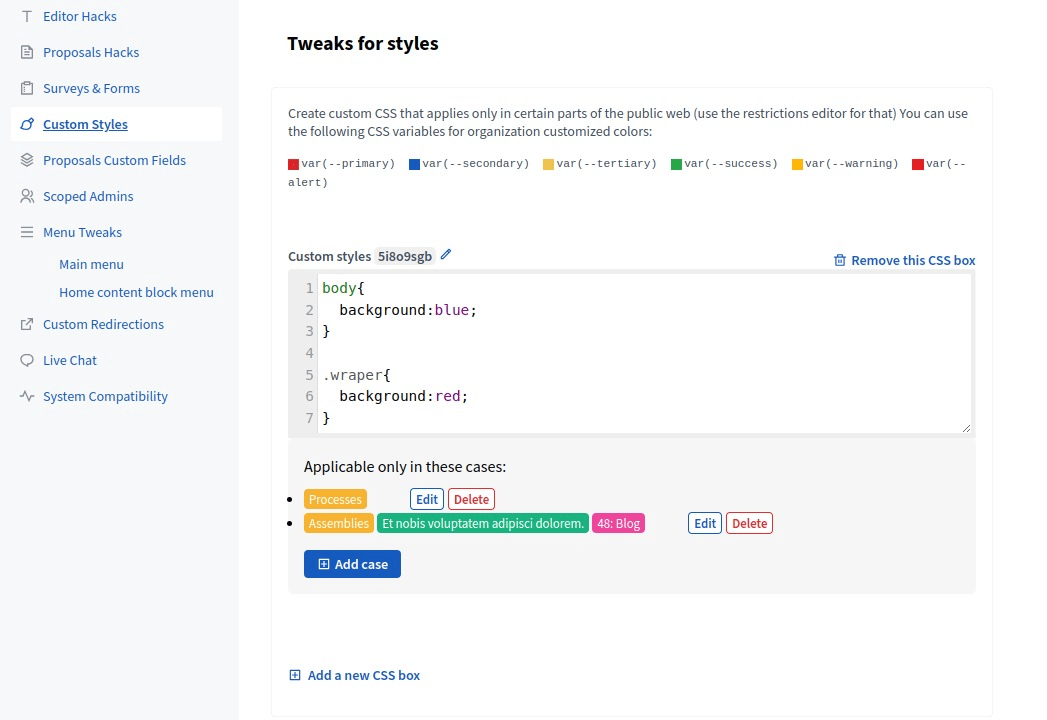 Editor Hacks
Proposals Hacks
Surveys & Forms
Custom Styles
Proposals Custom Fields
Scoped Admins
Menu Tweaks
Main menu
Home content block menu
Custom Redirections
Live Chat
System Compatibility
Tweaks for styles
Create custom CSS that applies only in certain parts of the public web (use the restrictions editor for that) You can use
the following CSS variables for organization customized colors:
var(--primary) var(--secondary) var(--tertiary) var(--success) var(--warning) var(--
alert)
Custom styles 5i8o9sgb
Remove this CSS box
1 body{
2   background:blue;
3 }
4
5 .wraper{
6   background:red;
7 }
Applicable only in these cases:
Processes Edit Delete
Assemblies Et nobis voluptatem adipisci dolorem. 48: Blog Edit Delete
Add case
Add a new CSS box